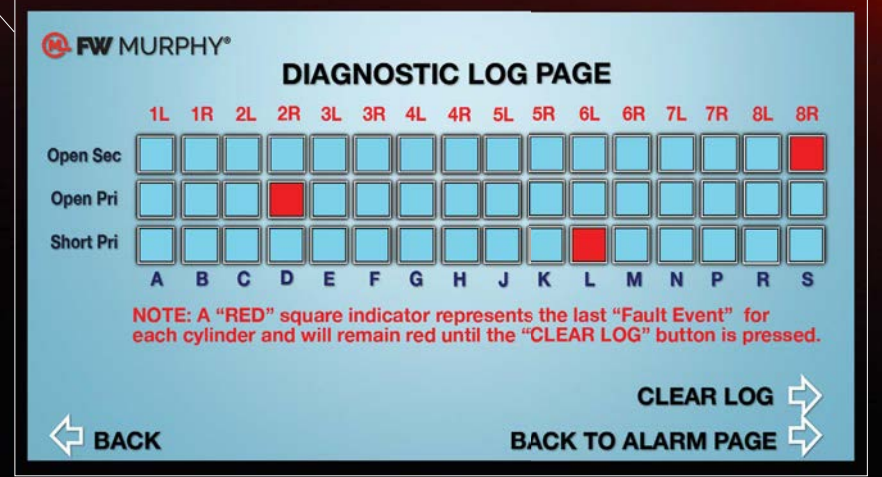 FW MURPHY®
DIAGNOSTIC LOG PAGE
1L 1R 2L 2R 3L 3R 4L 4R 5L 5R 6L 6R 7L 7R 8L 8R
Open Sec
Open Pri
Short Pri
A B C D E F G H J K L M N P R S
NOTE: A “RED” square indicator represents the last “Fault Event” for
each cylinder and will remain red until the “CLEAR LOG” button is pressed.
CLEAR LOG
BACK
BACK TO ALARM PAGE